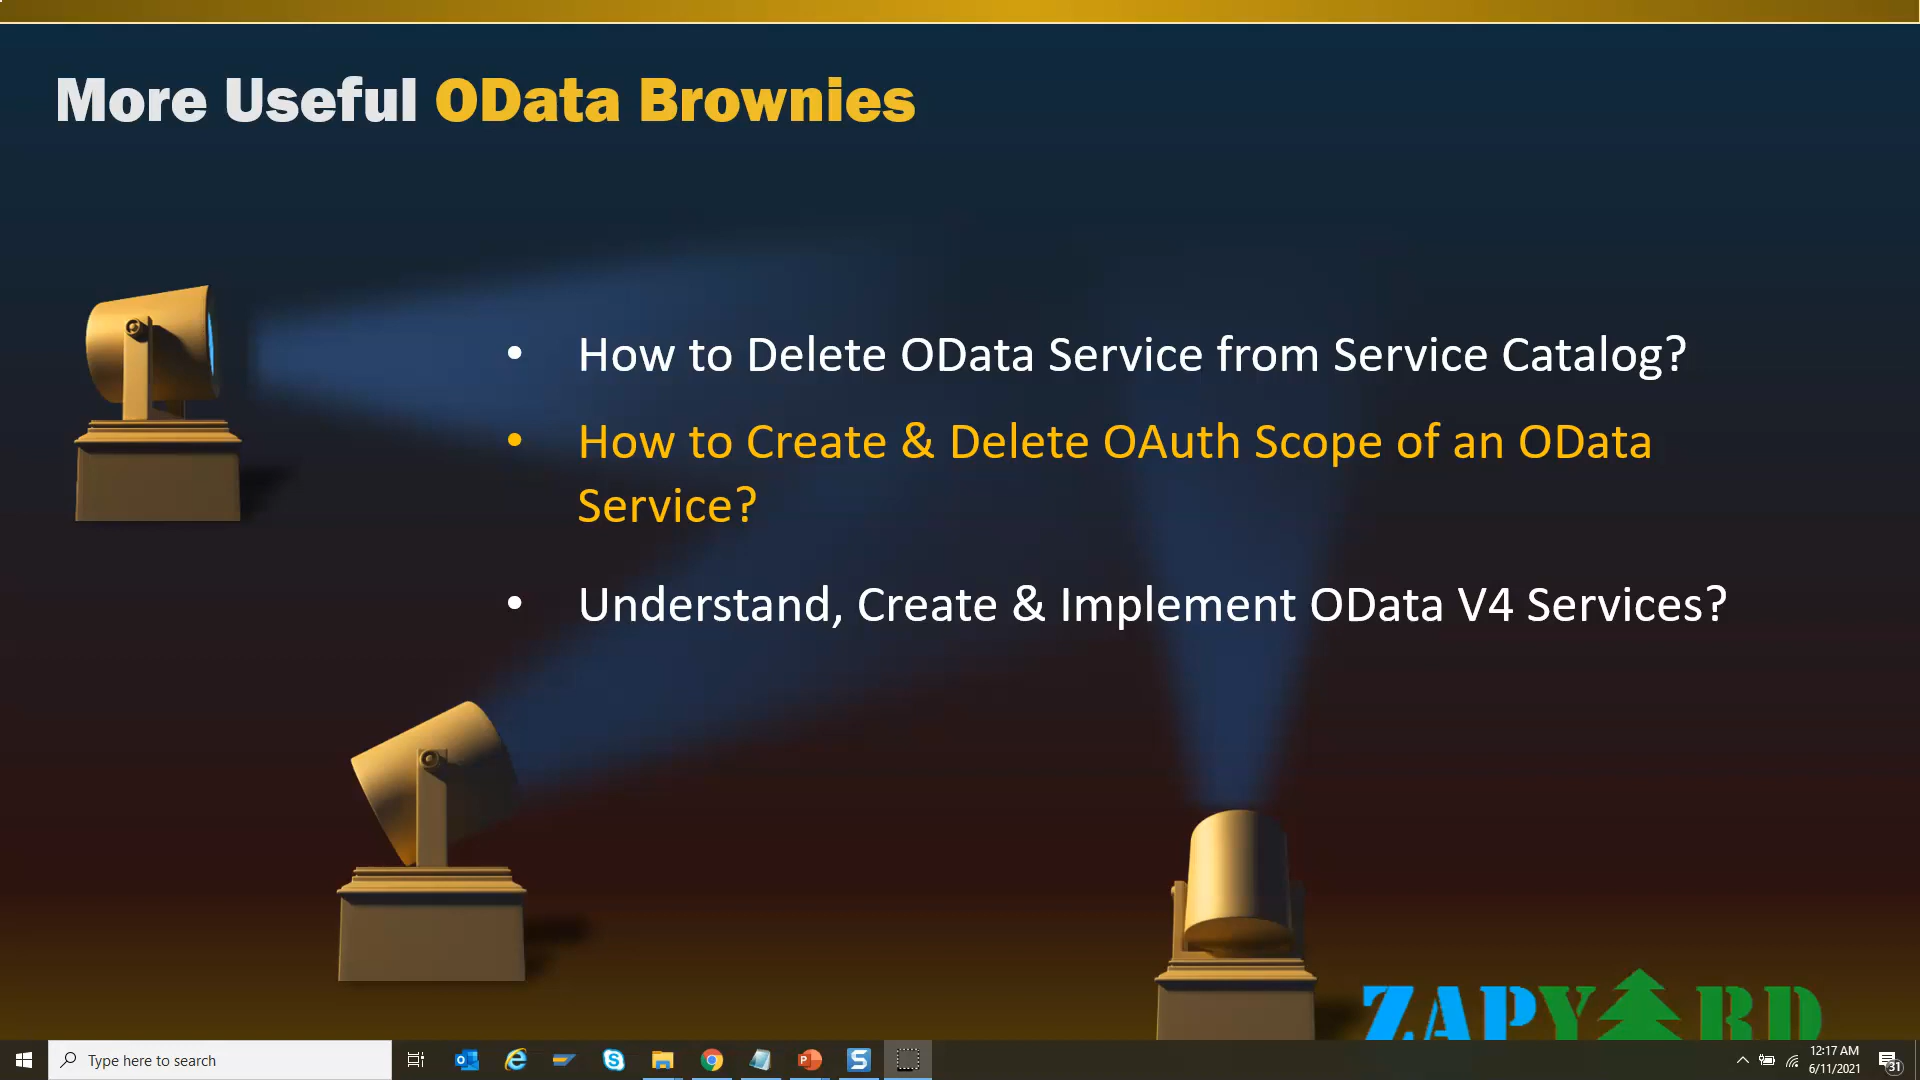 More Useful OData Brownies
• How to Delete OData Service from Service Catalog?
• How to Create & Delete OAuth Scope of an OData
Service?
• Understand, Create & Implement OData V4 Services?
ZAPYARD
Type here to search
12:17 AM
6/11/2021
31